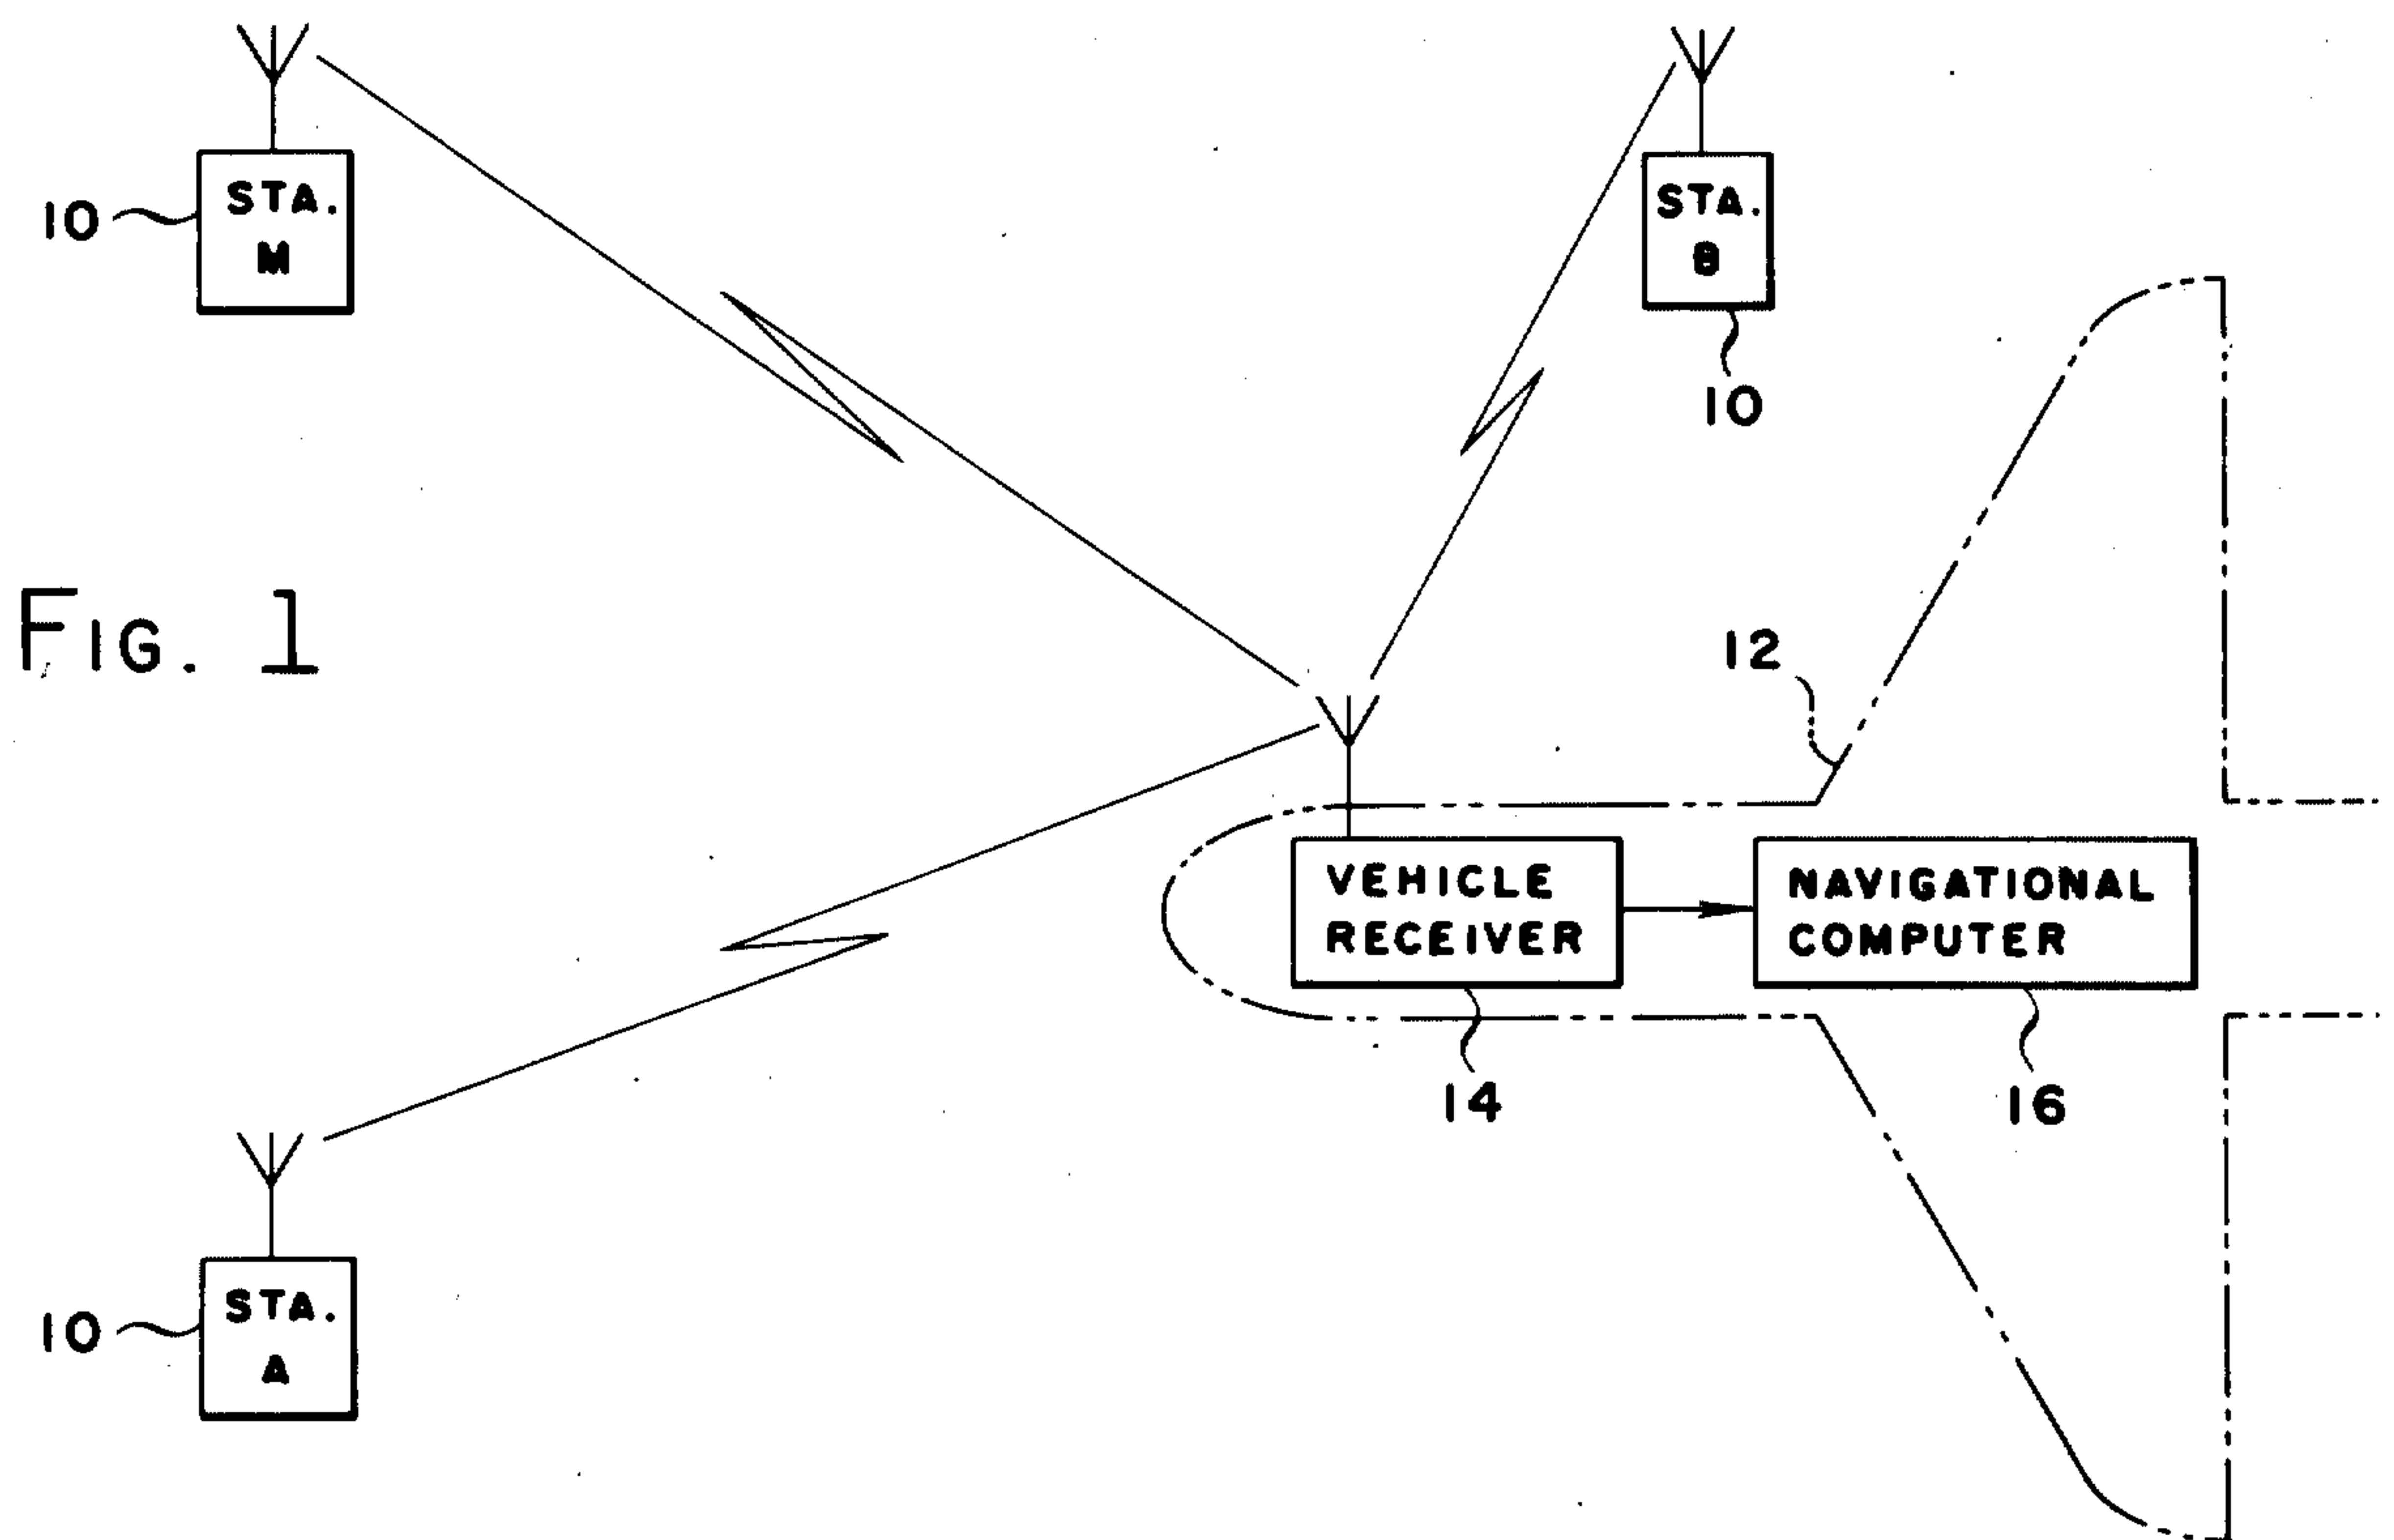 STA.
M
10
STA.
B
10
FIG. 1
12
VEHICLE
RECEIVER
NAVIGATIONAL
COMPUTER
14
16
STA.
A
10